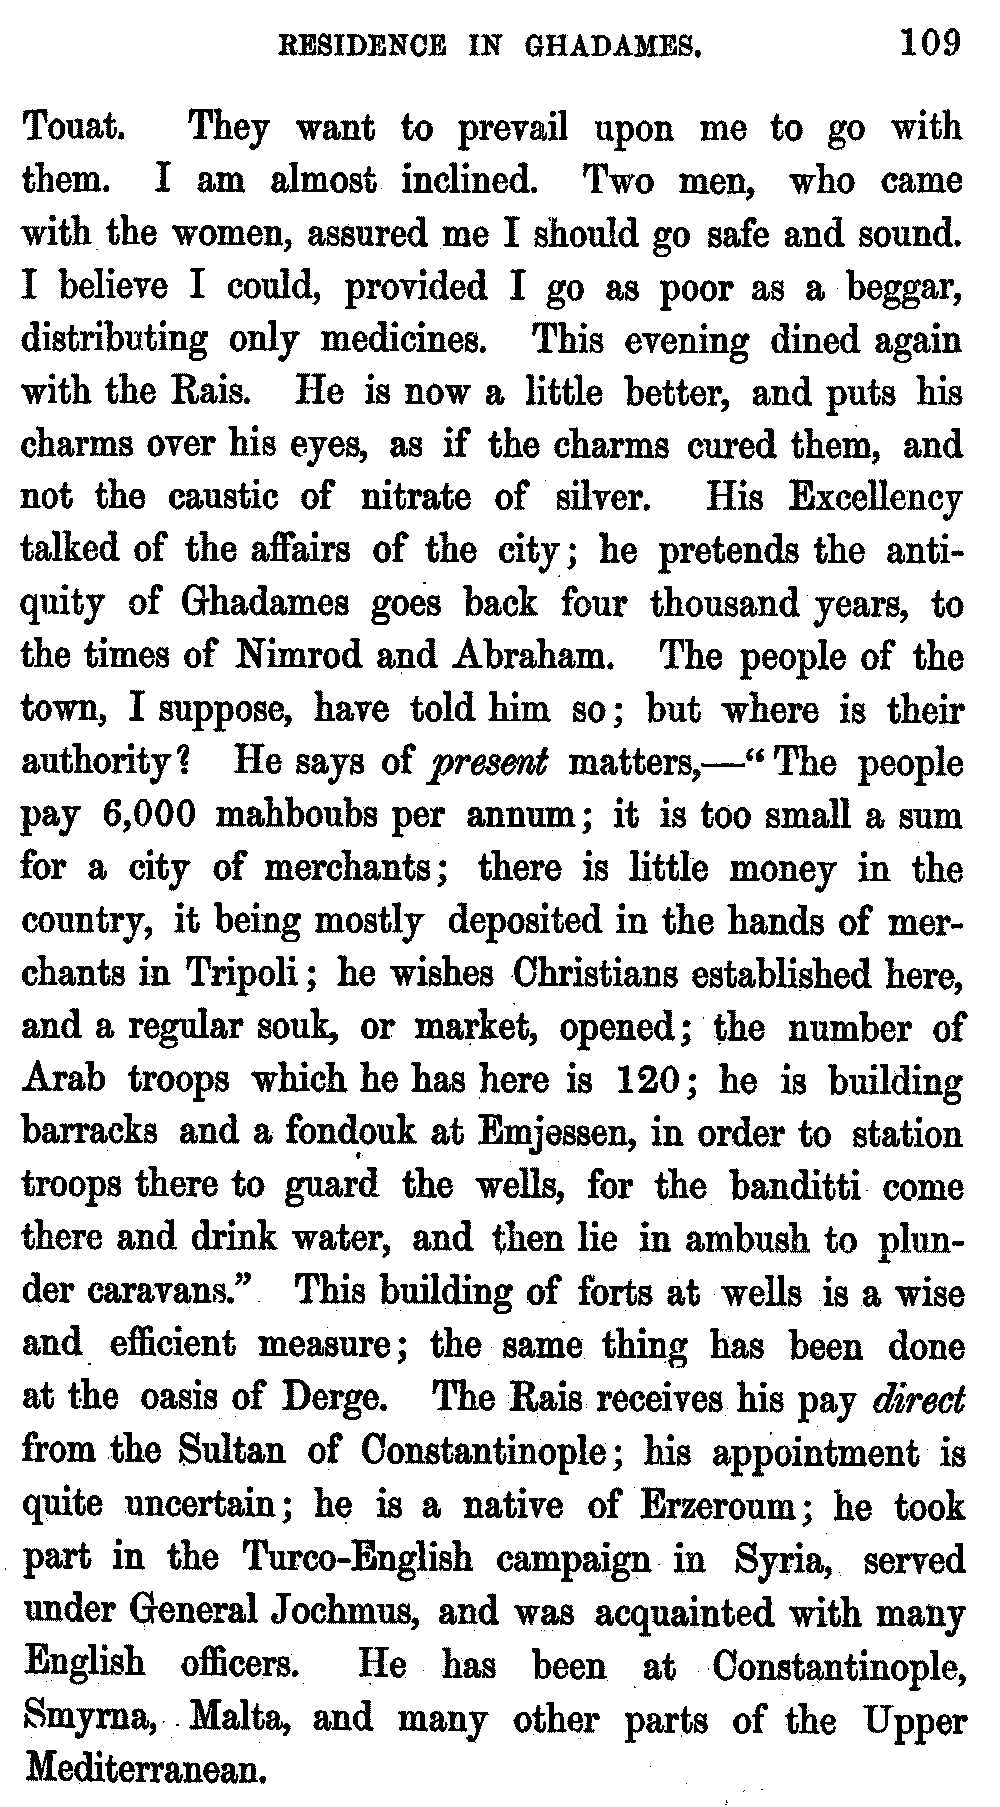 RESIDENCE IN GHADAMES. 109
Touat. They want to prevail upon me to go with
them. I am almost inclined. Two men, who came
with the women, assured me I should go safe and sound.
I believe I could, provided I go as poor as a beggar,
distributing only medicines. This evening dined again
with the Rais. He is now a little better, and puts his
charms over his eyes, as if the charms cured them, and
not the caustic of nitrate of silver. His Excellency
talked of the affairs of the city; he pretends the anti-
quity of Ghadames goes back four thousand years, to
the times of Nimrod and Abraham. The people of the
town, I suppose, have told him so; but where is their
authority? He says of present matters,—“The people
pay 6,000 mahboubs per annum; it is too small a sum
for a city of merchants; there is little money in the
country, it being mostly deposited in the hands of mer-
chants in Tripoli; he wishes Christians established here,
and a regular souk, or market, opened; the number of
Arab troops which he has here is 120; he is building
barracks and a fondouk at Emjessen, in order to station
troops there to guard the wells, for the banditti come
there and drink water, and then lie in ambush to plun-
der caravans.” This building of forts at wells is a wise
and efficient measure; the same thing has been done
at the oasis of Derge. The Rais receives his pay direct
from the Sultan of Constantinople; his appointment is
quite uncertain; he is a native of Erzeroum; he took
part in the Turco-English campaign in Syria, served
under General Jochmus, and was acquainted with many
English officers. He has been at Constantinople,
Smyrna, Malta, and many other parts of the Upper
Mediterranean.